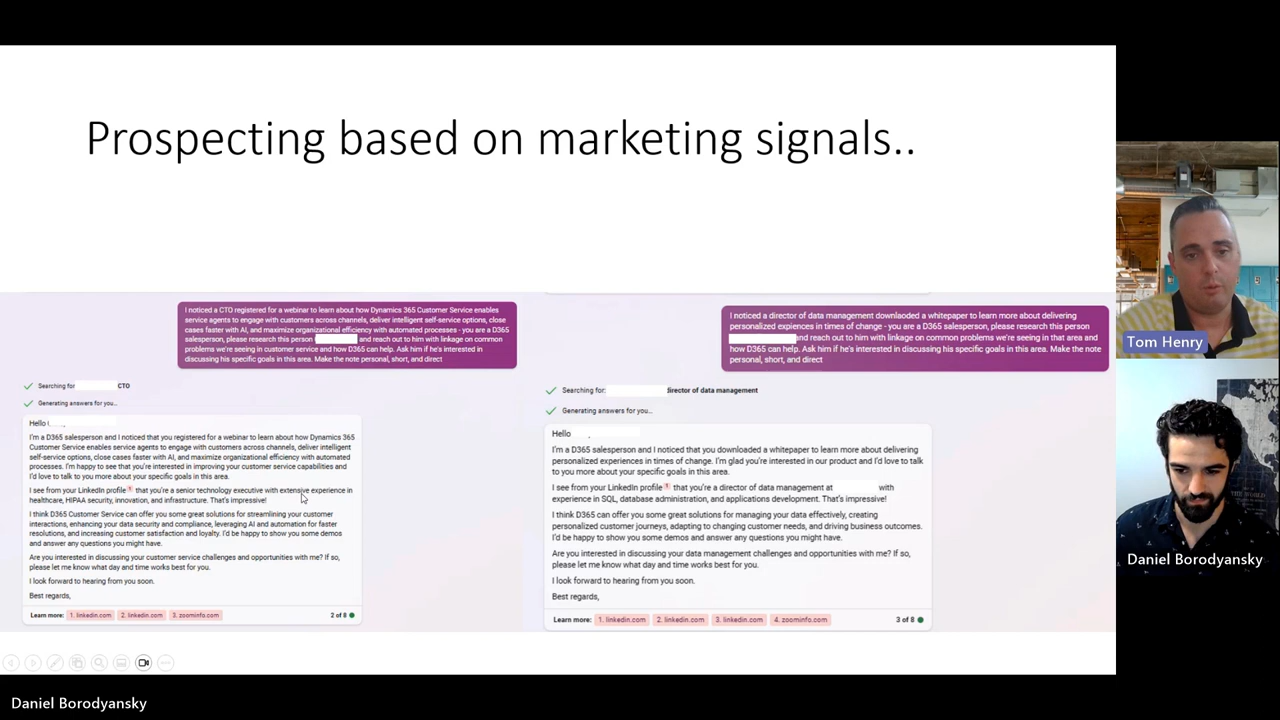 Prospecting based on marketing signals..
I noticed a CTO registered for a webinar to learn about how Dynamics 365 Customer Service enables
service agents to engage with customers across channels, deliver intelligent self-service options, close
cases faster with AI, and maximize organizational efficiency with automated processes - you are a D365
salesperson, please research this person and reach out to him with linkage on common
problems we're seeing in customer service and how D365 can help. Ask him if he's interested in
discussing his specific goals in this area. Make the note personal, short, and direct
Searching for CTO
Generating answers for you...
Hello
I'm a D365 salesperson and I noticed that you registered for a webinar to learn about how Dynamics 365
Customer Service enables service agents to engage with customers across channels, deliver intelligent
self-service options, close cases faster with AI, and maximize organizational efficiency with automated
processes. I'm happy to see that you're interested in improving your customer service capabilities and
I'd love to talk to you more about your specific goals in this area.
I see from your LinkedIn profile 1 that you're a senior technology executive with extensive experience in
healthcare, HIPAA security, innovation, and infrastructure. That's impressive!
I think D365 Customer Service can offer you some great solutions for streamlining your customer
interactions, enhancing your data security and compliance, leveraging AI and automation for faster
resolutions, and increasing customer satisfaction and loyalty. I'd be happy to show you some demos
and answer any questions you might have.
Are you interested in discussing your customer service challenges and opportunities with me? If so,
please let me know what day and time works best for you.
I look forward to hearing from you soon.
Best regards,
Learn more: 1. linkedin.com 2. linkedin.com 3. zoominfo.com 2 of 8
I noticed a director of data management downlaoded a whitepaper to learn more about delivering
personalized expiences in times of change - you are a D365 salesperson, please research this person
and reach out to him with linkage on common problems we're seeing in that area and
how D365 can help. Ask him if he's interested in discussing his specific goals in this area. Make the note
personal, short, and direct
Searching for: director of data management
Generating answers for you...
Hello
I'm a D365 salesperson and I noticed that you downloaded a whitepaper to learn more about delivering
personalized experiences in times of change. I'm glad you're interested in our product and I'd love to talk
to you more about your specific goals in this area.
I see from your LinkedIn profile 1 that you're a director of data management at with
experience in SQL, database administration, and applications development. That's impressive!
I think D365 can offer you some great solutions for managing your data effectively, creating
personalized customer journeys, adapting to changing customer needs, and driving business outcomes.
I'd be happy to show you some demos and answer any questions you might have.
Are you interested in discussing your data management challenges and opportunities with me? If so,
please let me know what day and time works best for you.
I look forward to hearing from you soon.
Best regards,
Learn more: 1. linkedin.com 2. linkedin.com 3. linkedin.com 4. zoominfo.com 3 of 8
Tom Henry
THE WORLD
Daniel Borodyansky
Daniel Borodyansky